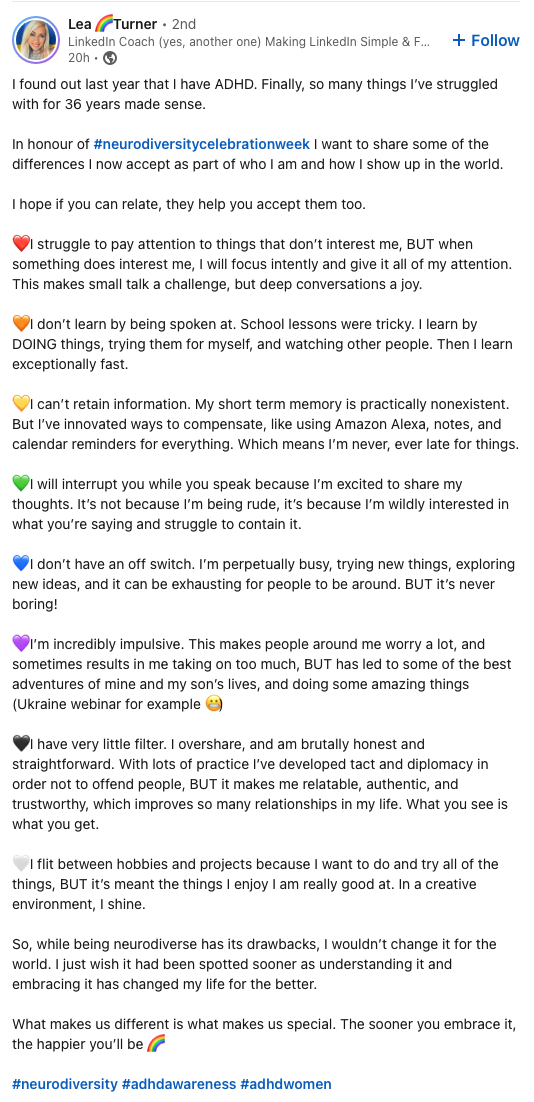 Lea 🌈Turner • 2nd
LinkedIn Coach (yes, another one) Making LinkedIn Simple & F...
20h •
+ Follow
I found out last year that I have ADHD. Finally, so many things I've struggled
with for 36 years made sense.
In honour of #neurodiversitycelebrationweek I want to share some of the
differences I now accept as part of who I am and how I show up in the world.
I hope if you can relate, they help you accept them too.
❤️I struggle to pay attention to things that don't interest me, BUT when
something does interest me, I will focus intently and give it all of my attention.
This makes small talk a challenge, but deep conversations a joy.
🧡I don't learn by being spoken at. School lessons were tricky. I learn by
DOING things, trying them for myself, and watching other people. Then I learn
exceptionally fast.
💛I can't retain information. My short term memory is practically nonexistent.
But I've innovated ways to compensate, like using Amazon Alexa, notes, and
calendar reminders for everything. Which means I'm never, ever late for things.
💚I will interrupt you while you speak because I'm excited to share my
thoughts. It's not because I'm being rude, it's because I'm wildly interested in
what you're saying and struggle to contain it.
💙I don't have an off switch. I'm perpetually busy, trying new things, exploring
new ideas, and it can be exhausting for people to be around. BUT it's never
boring!
💜I'm incredibly impulsive. This makes people around me worry a lot, and
sometimes results in me taking on too much, BUT has led to some of the best
adventures of mine and my son's lives, and doing some amazing things
(Ukraine webinar for example 😬)
🖤I have very little filter. I overshare, and am brutally honest and
straightforward. With lots of practice I've developed tact and diplomacy in
order not to offend people, BUT it makes me relatable, authentic, and
trustworthy, which improves so many relationships in my life. What you see is
what you get.
🤍I flit between hobbies and projects because I want to do and try all of the
things, BUT it's meant the things I enjoy I am really good at. In a creative
environment, I shine.
So, while being neurodiverse has its drawbacks, I wouldn't change it for the
world. I just wish it had been spotted sooner as understanding it and
embracing it has changed my life for the better.
What makes us different is what makes us special. The sooner you embrace it,
the happier you'll be 🌈
#neurodiversity #adhdawareness #adhdwomen